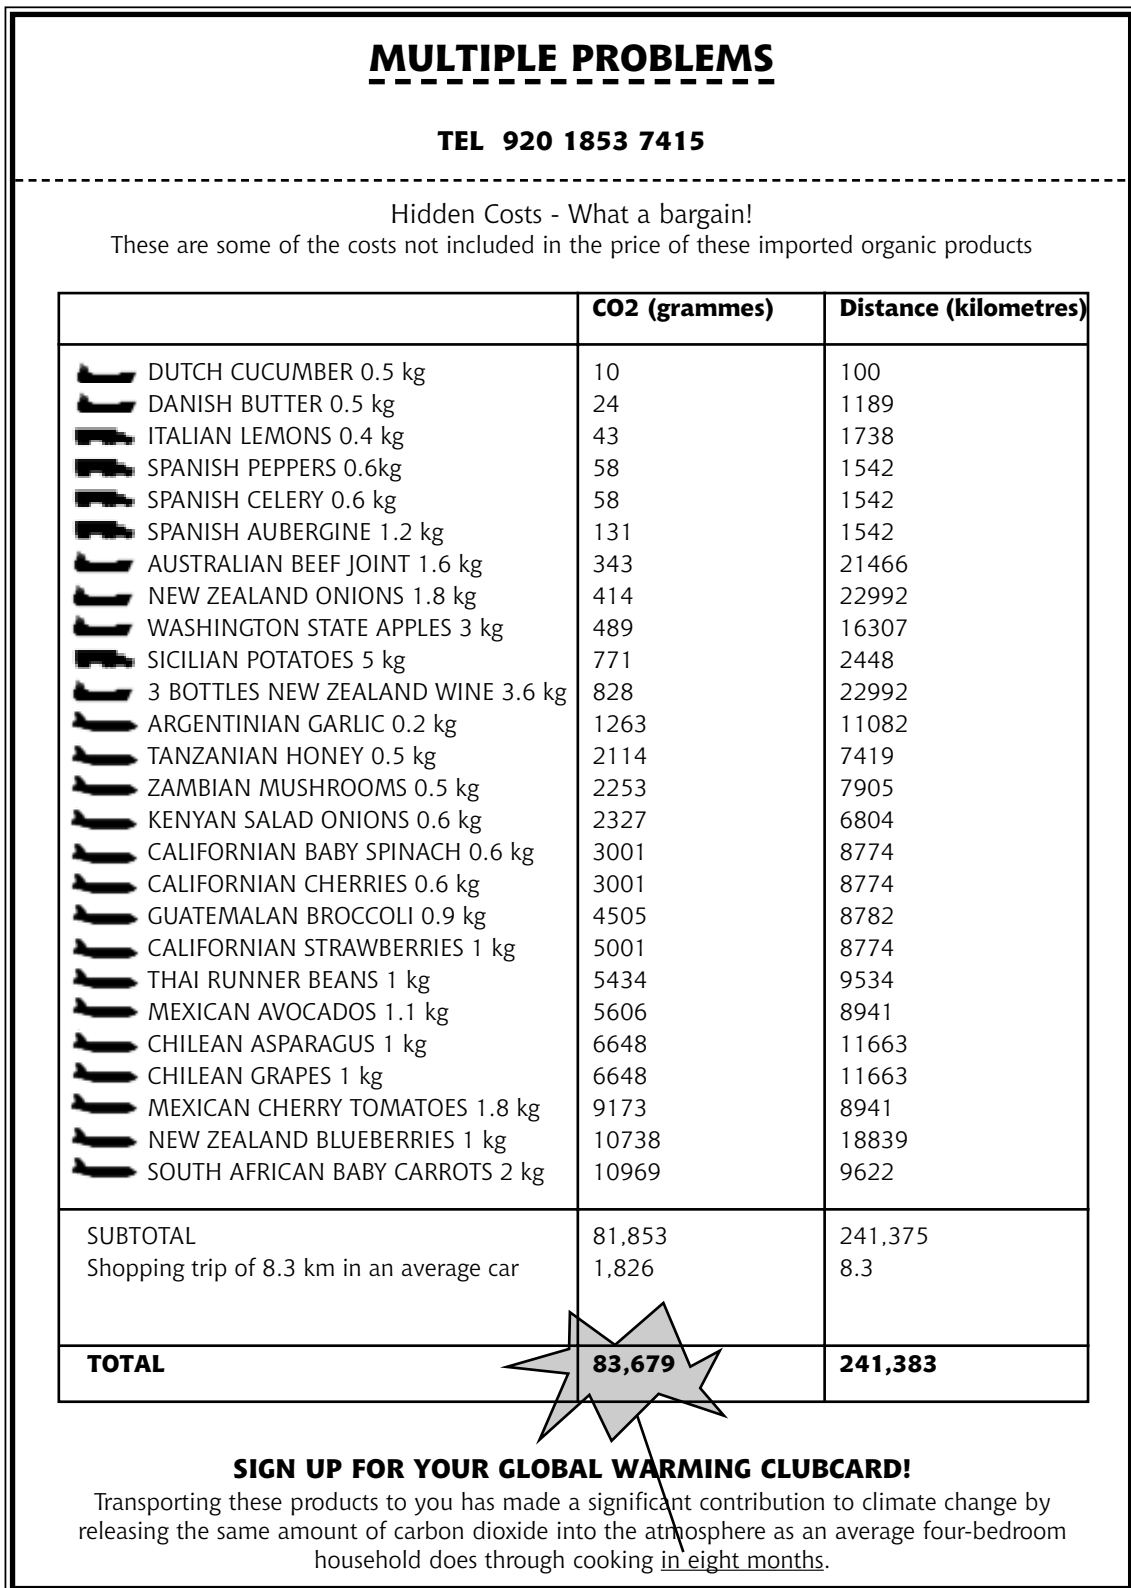 MULTIPLE PROBLEMS
TEL 920 1853 7415
Hidden Costs - What a bargain!
These are some of the costs not included in the price of these imported organic products
CO2 (grammes) Distance (kilometres)
DUTCH CUCUMBER 0.5 kg 10 100
DANISH BUTTER 0.5 kg 24 1189
ITALIAN LEMONS 0.4 kg 43 1738
SPANISH PEPPERS 0.6kg 58 1542
SPANISH CELERY 0.6 kg 58 1542
SPANISH AUBERGINE 1.2 kg 131 1542
AUSTRALIAN BEEF JOINT 1.6 kg 343 21466
NEW ZEALAND ONIONS 1.8 kg 414 22992
WASHINGTON STATE APPLES 3 kg 489 16307
SICILIAN POTATOES 5 kg 771 2448
3 BOTTLES NEW ZEALAND WINE 3.6 kg 828 22992
ARGENTINIAN GARLIC 0.2 kg 1263 11082
TANZANIAN HONEY 0.5 kg 2114 7419
ZAMBIAN MUSHROOMS 0.5 kg 2253 7905
KENYAN SALAD ONIONS 0.6 kg 2327 6804
CALIFORNIAN BABY SPINACH 0.6 kg 3001 8774
CALIFORNIAN CHERRIES 0.6 kg 3001 8774
GUATEMALAN BROCCOLI 0.9 kg 4505 8782
CALIFORNIAN STRAWBERRIES 1 kg 5001 8774
THAI RUNNER BEANS 1 kg 5434 9534
MEXICAN AVOCADOS 1.1 kg 5606 8941
CHILEAN ASPARAGUS 1 kg 6648 11663
CHILEAN GRAPES 1 kg 6648 11663
MEXICAN CHERRY TOMATOES 1.8 kg 9173 8941
NEW ZEALAND BLUEBERRIES 1 kg 10738 18839
SOUTH AFRICAN BABY CARROTS 2 kg 10969 9622
SUBTOTAL 81,853 241,375
Shopping trip of 8.3 km in an average car 1,826 8.3
TOTAL 83,679 241,383
SIGN UP FOR YOUR GLOBAL WARMING CLUBCARD!
Transporting these products to you has made a significant contribution to climate change by
releasing the same amount of carbon dioxide into the atmosphere as an average four-bedroom
household does through cooking in eight months.